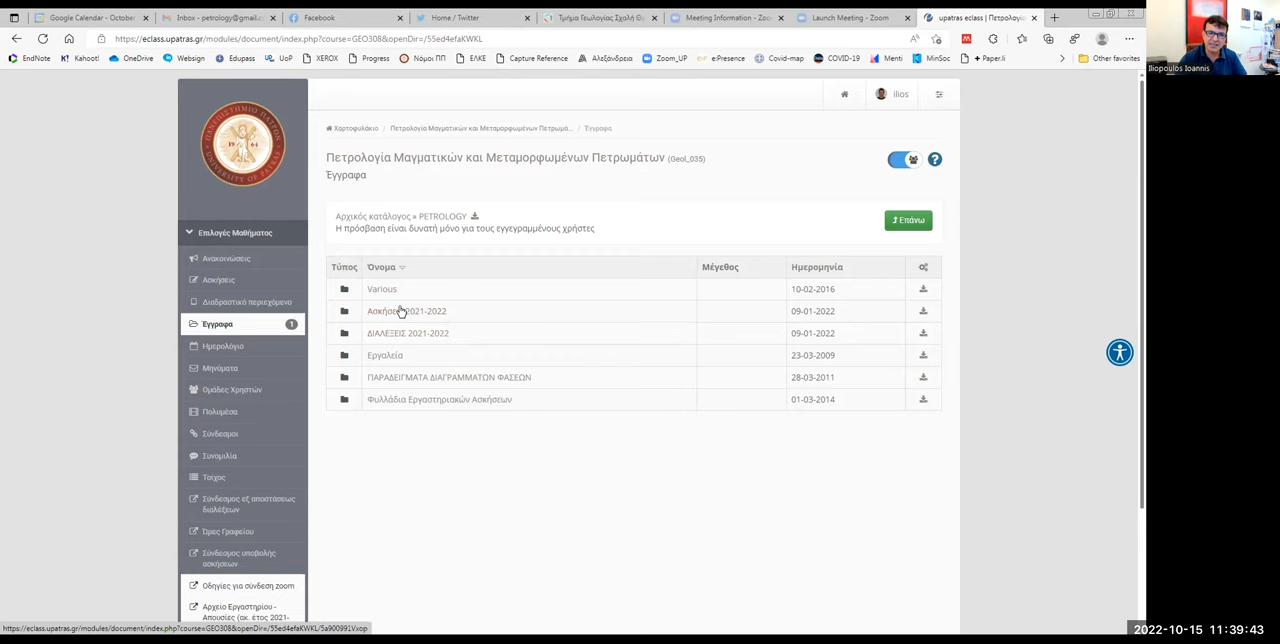 Google Calendar - October
Inbox - petrology@gmail.c
Facebook
Home / Twitter
Τμήμα Γεωλογίας Σχολή Θε
Meeting Information - Zoo
Launch Meeting - Zoom
upatras eclass | Πετρολογία
https://eclass.upatras.gr/modules/document/index.php?course=GEO308&openDir=/55ed4efaKWKL
EndNote
Kahoot!
OneDrive
Websign
Edupass
UoP
XEROX
Progress
Νόμοι ΠΠ
ΕΛΚΕ
Capture Reference
Αλεξάνδρεια
Zoom_UP
e:Presence
Covid-map
COVID-19
Menti
MinSoc
Paper.li
Other favorites
Iliopoulos Ioannis
ΠΑΝΕΠΙΣΤΗΜΙΟ ΠΑΤΡΩΝ
1964
UNIVERSITY OF PATRAS
ilios
Χαρτοφυλάκιο / Πετρολογία Μαγματικών και Μεταμορφωμένων Πετρωμά... / Έγγραφα
Πετρολογία Μαγματικών και Μεταμορφωμένων Πετρωμάτων (Geol_035)
Έγγραφα
Αρχικός κατάλογος » PETROLOGY
Η πρόσβαση είναι δυνατή μόνο για τους εγγεγραμμένους χρήστες
Επάνω
Τύπος Όνομα Μέγεθος Ημερομηνία
Various 10-02-2016
Ασκήσε 2021-2022 09-01-2022
ΔΙΑΛΕΞΕΙΣ 2021-2022 09-01-2022
Εργαλεία 23-03-2009
ΠΑΡΑΔΕΙΓΜΑΤΑ ΔΙΑΓΡΑΜΜΑΤΩΝ ΦΑΣΕΩΝ 28-03-2011
Φυλλάδια Εργαστηριακών Ασκήσεων 01-03-2014
Επιλογές Μαθήματος
Ανακοινώσεις
Ασκήσεις
Διαδραστικό περιεχόμενο
Έγγραφα 1
Ημερολόγιο
Μηνύματα
Ομάδες Χρηστών
Πολυμέσα
Σύνδεσμοι
Συνομιλία
Τοίχος
Σύνδεσμος εξ αποστάσεως
διαλέξεων
Ώρες Γραφείου
Σύνδεσμος υποβολής
ασκήσεων
Οδηγίες για σύνδεση zoom
Αρχείο Εργαστηρίου -
Απουσίες (ακ. έτος 2021-
https://eclass.upatras.gr/modules/document/index.php?course=GEO308&openDir=/55ed4efaKWKL/5a900991Vxop
2022-10-15 11:39:43